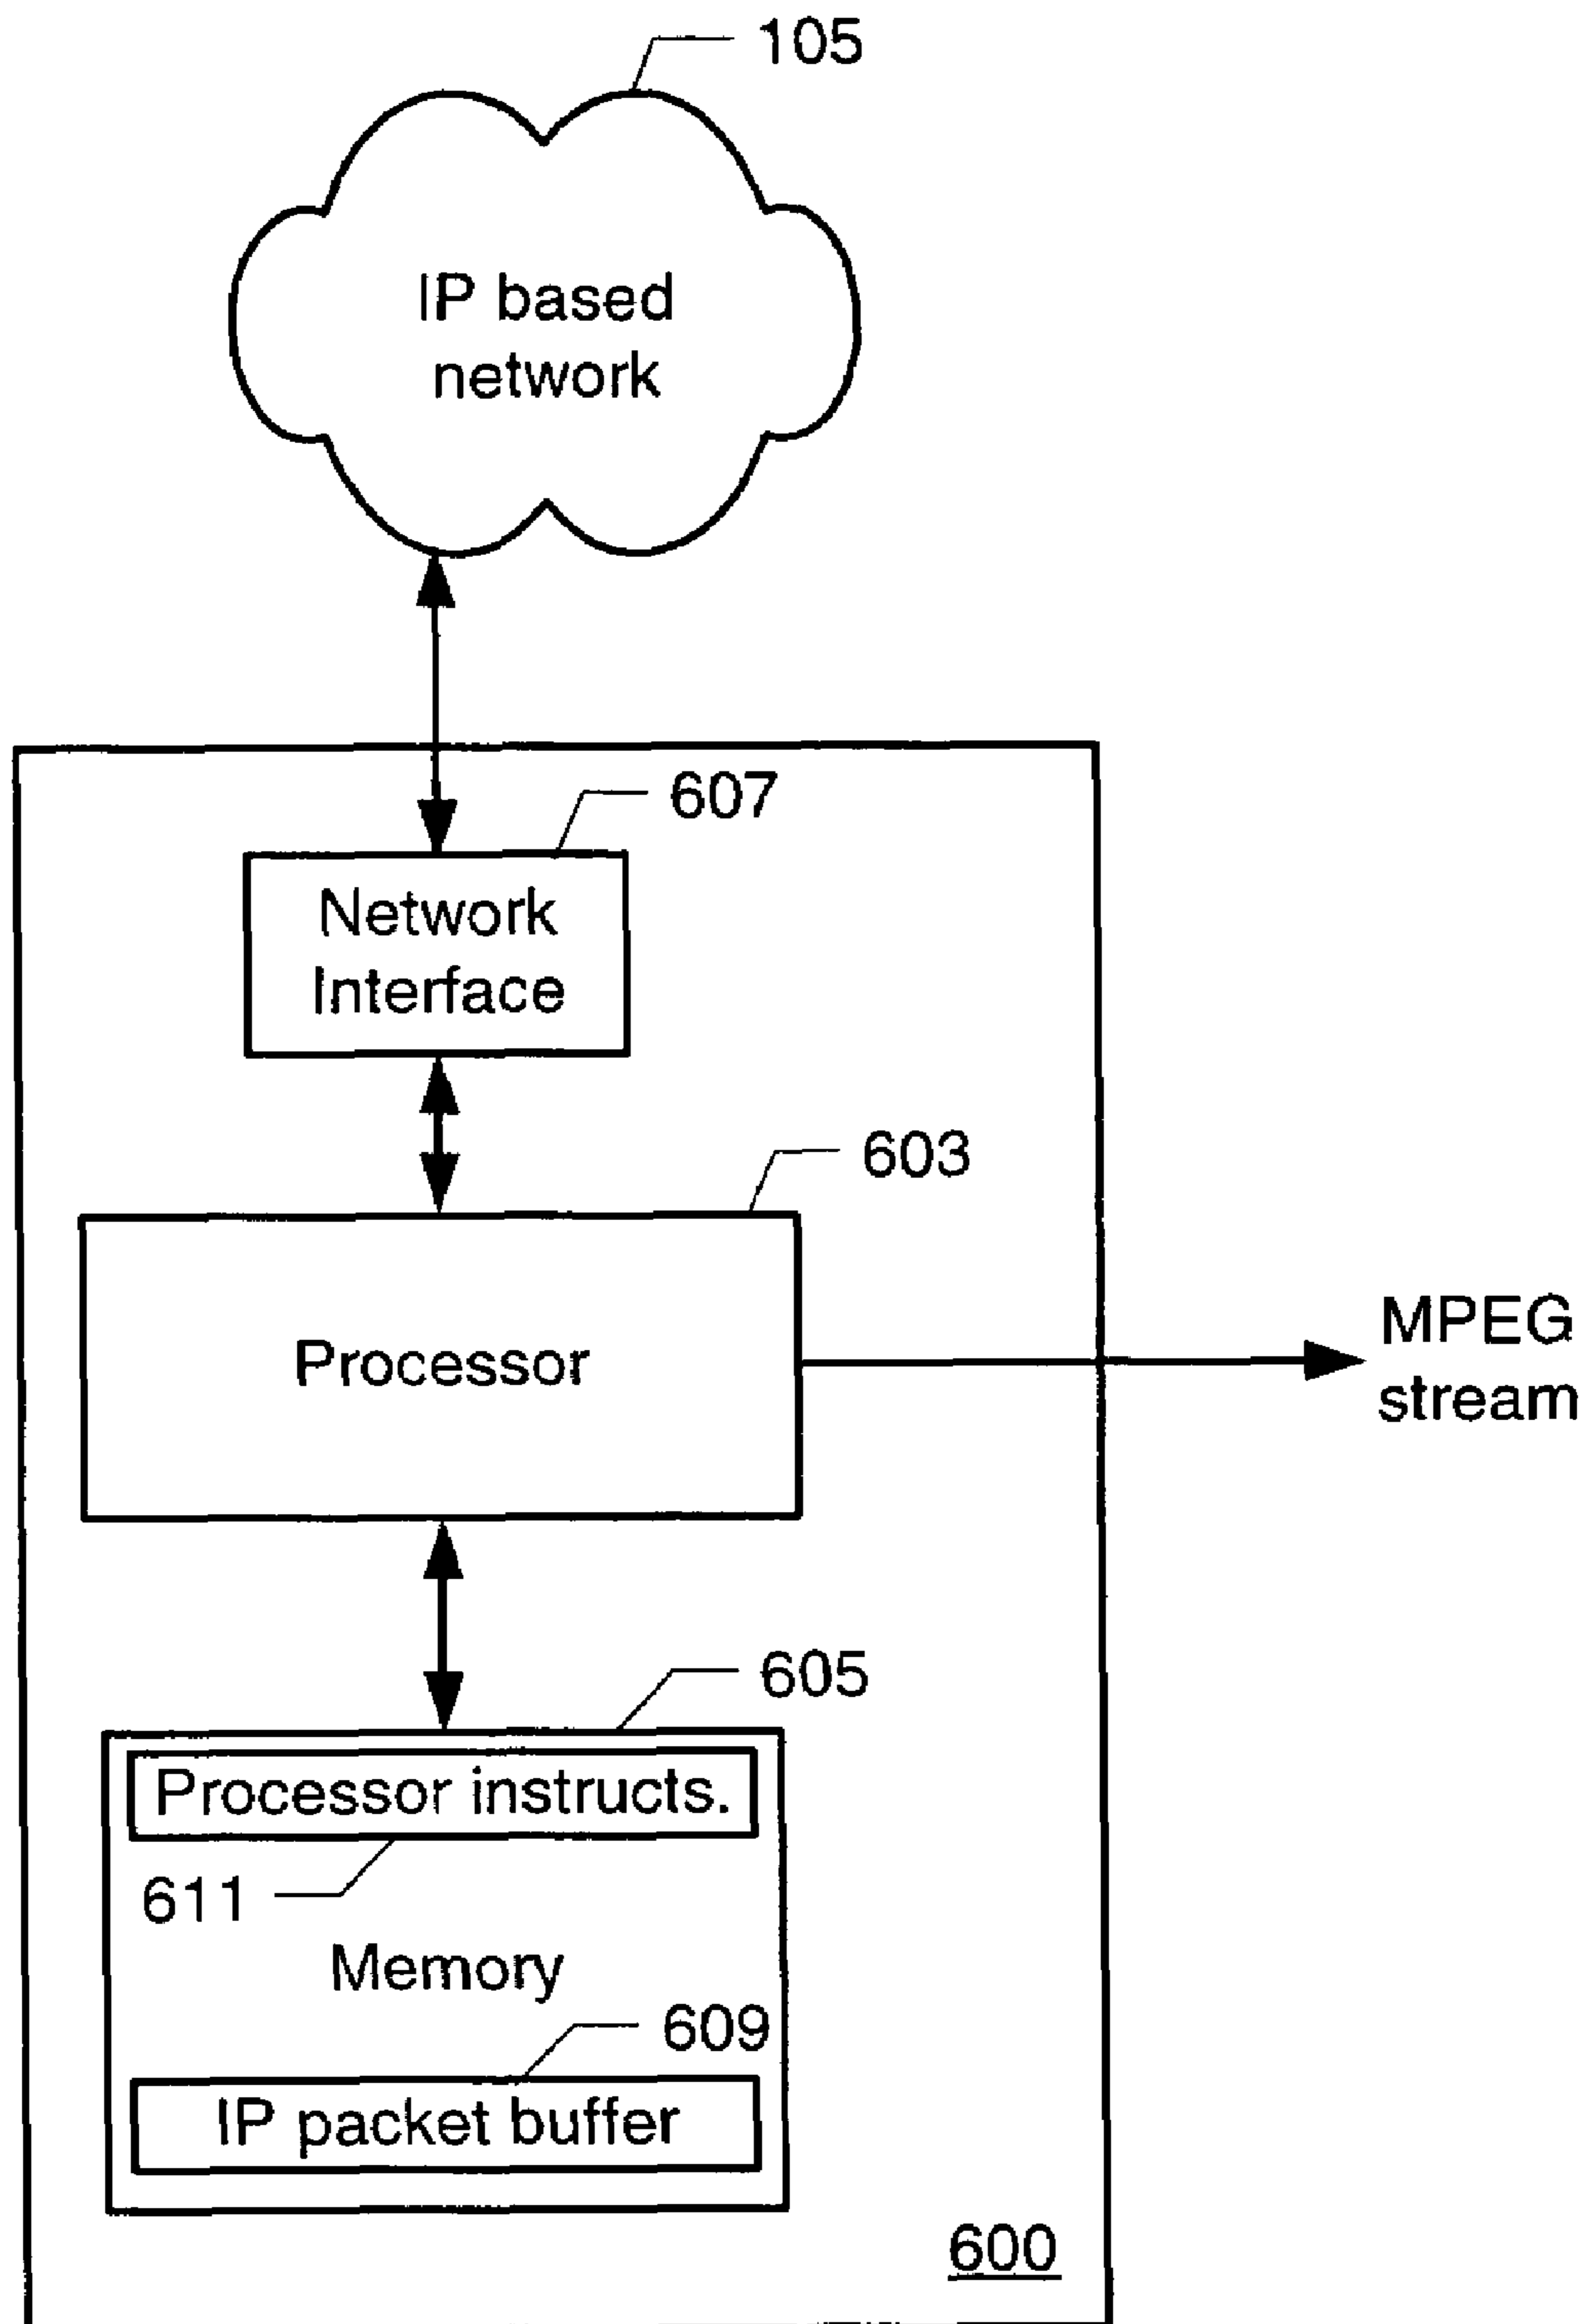 105
IP based
network
607
Network
Interface
603
Processor
MPEG
stream
605
Processor instructs.
611
Memory
609
IP packet buffer
600